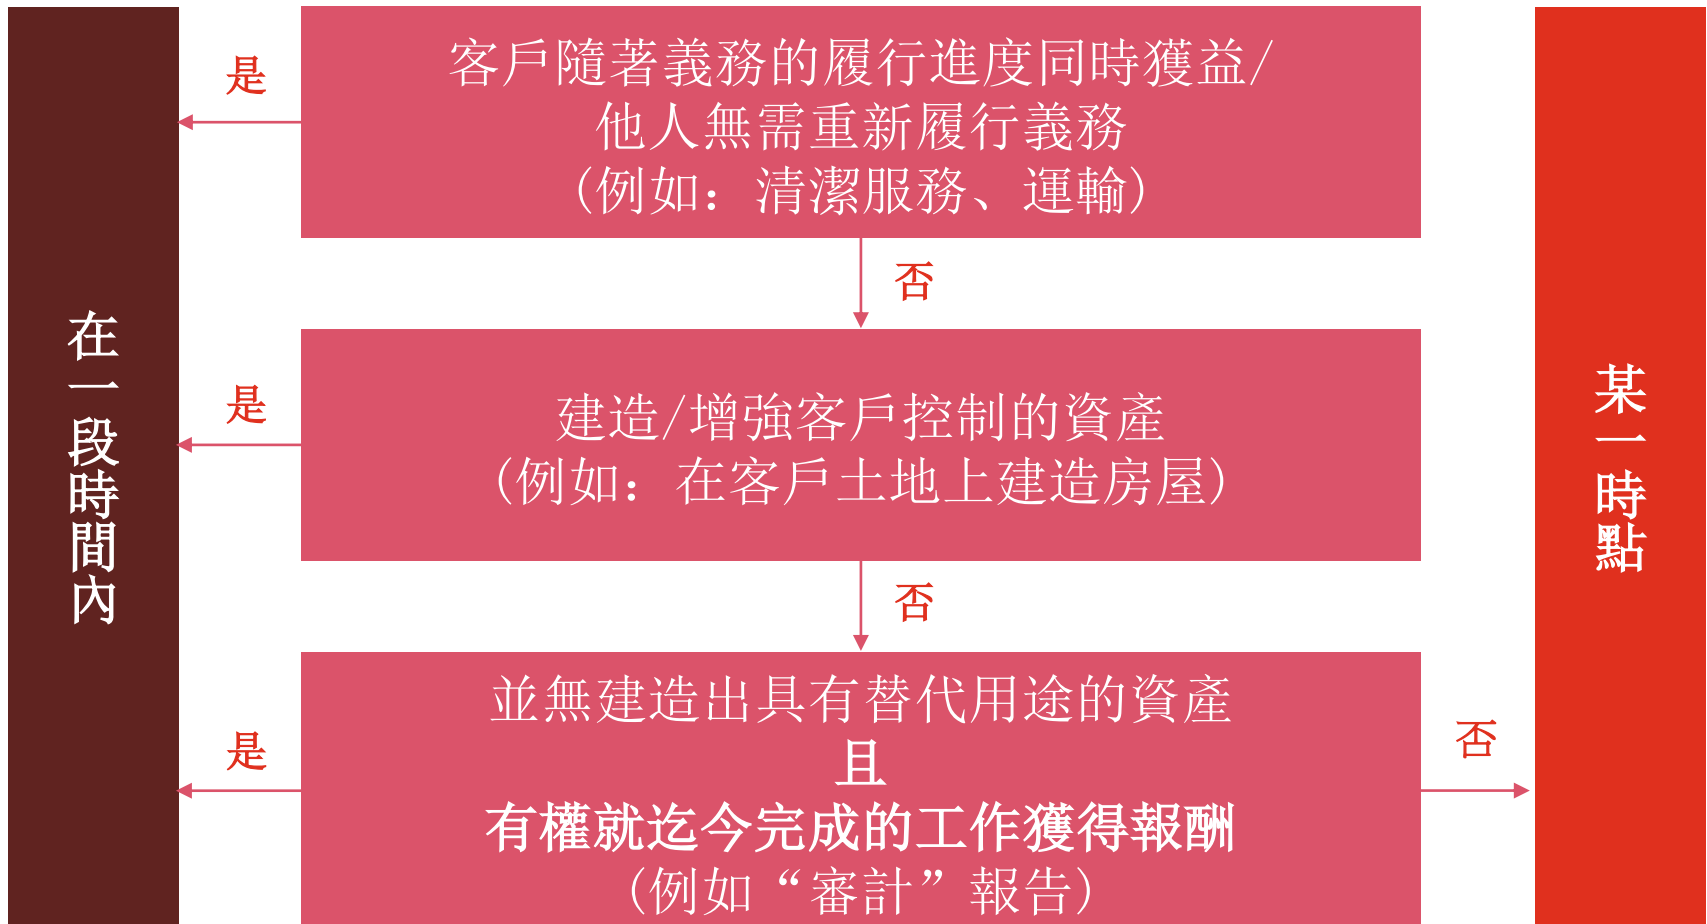 在一段時間內
是
客戶隨著義務的履行進度同時獲益/
他人無需重新履行義務
（例如：清潔服務、運輸）
否
是
建造/增強客戶控制的資產
（例如：在客戶土地上建造房屋）
否
是
並無建造出具有替代用途的資產
且
有權就迄今完成的工作獲得報酬
（例如“審計”報告）
否
某一時點